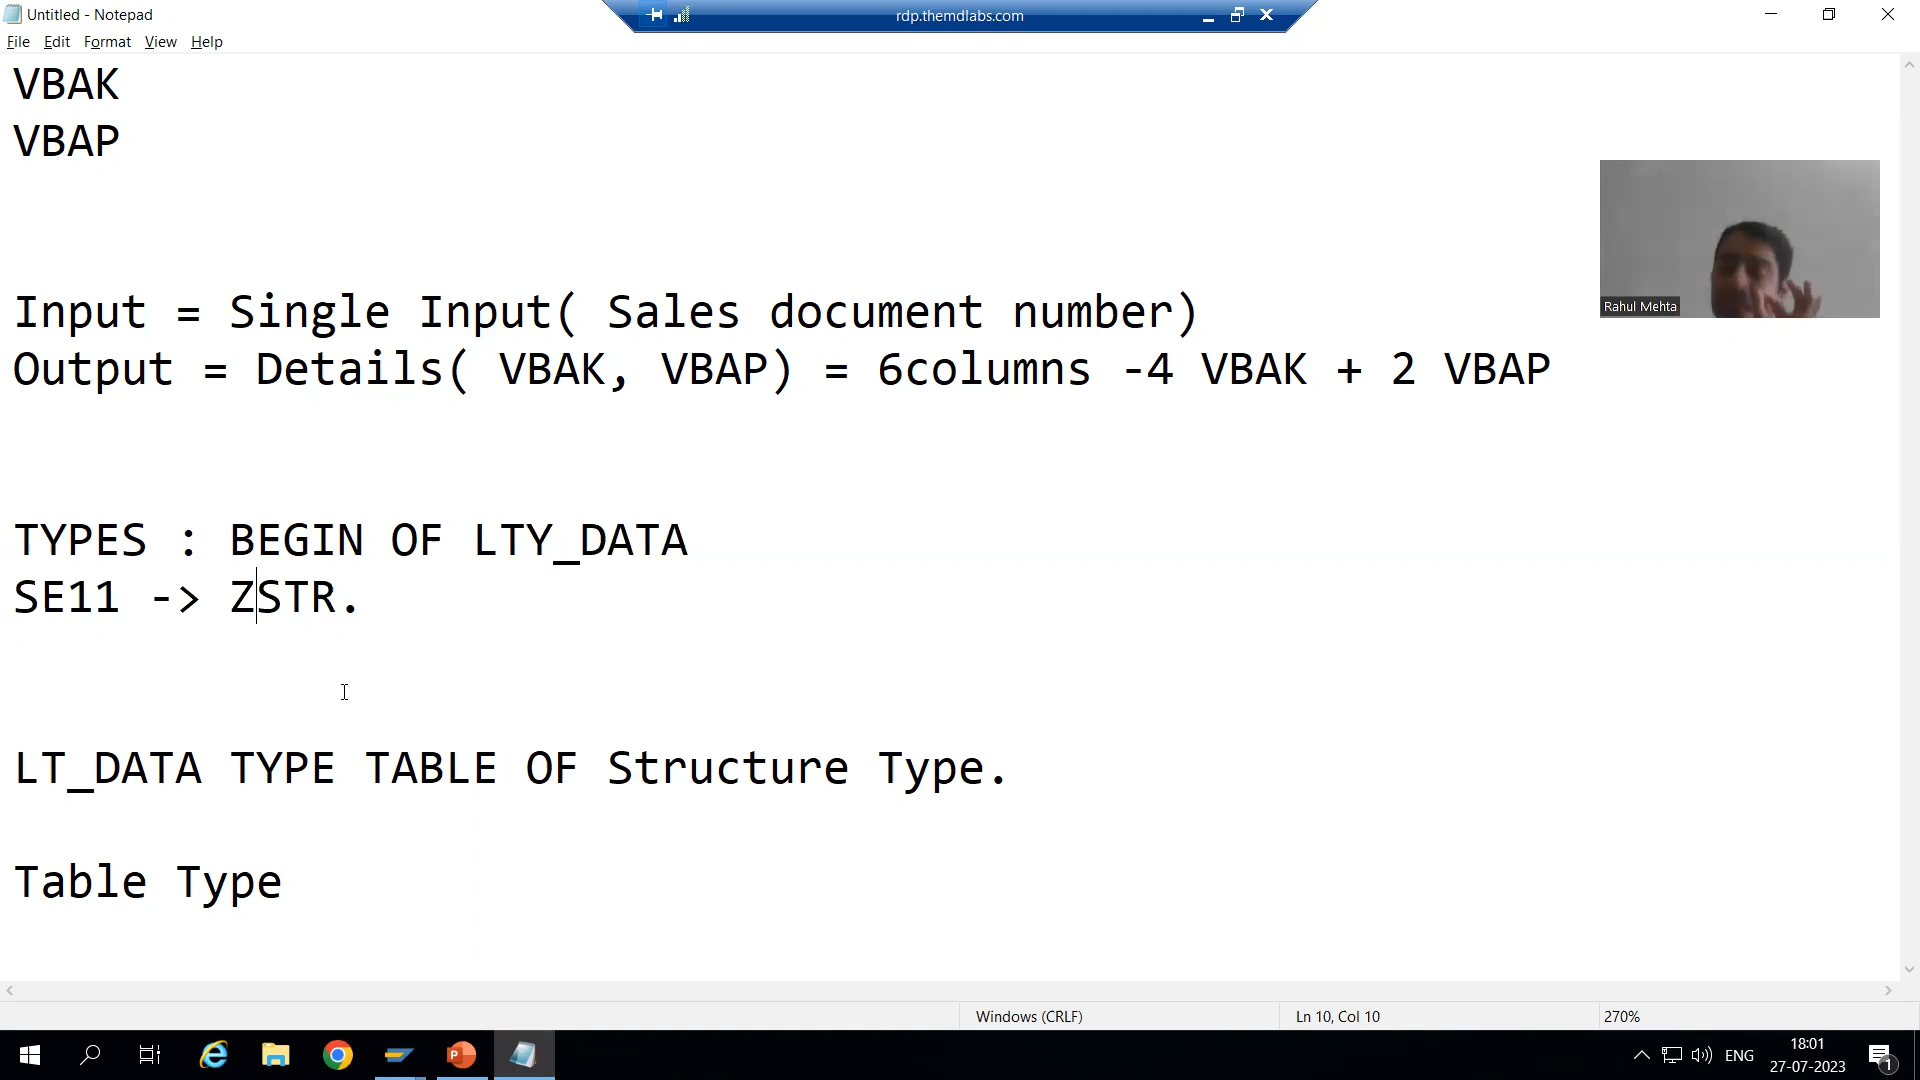 Untitled - Notepad
rdp.themdlabs.com
File Edit Format View Help
VBAK
VBAP
Rahul Mehta
Input = Single Input( Sales document number)
Output = Details( VBAK, VBAP) = 6columns -4 VBAK + 2 VBAP
TYPES : BEGIN OF LTY_DATA
SE11 -> ZSTR.
LT_DATA TYPE TABLE OF Structure Type.
Table Type
Windows (CRLF) Ln 10, Col 10 270%
ENG
18:01
27-07-2023
1